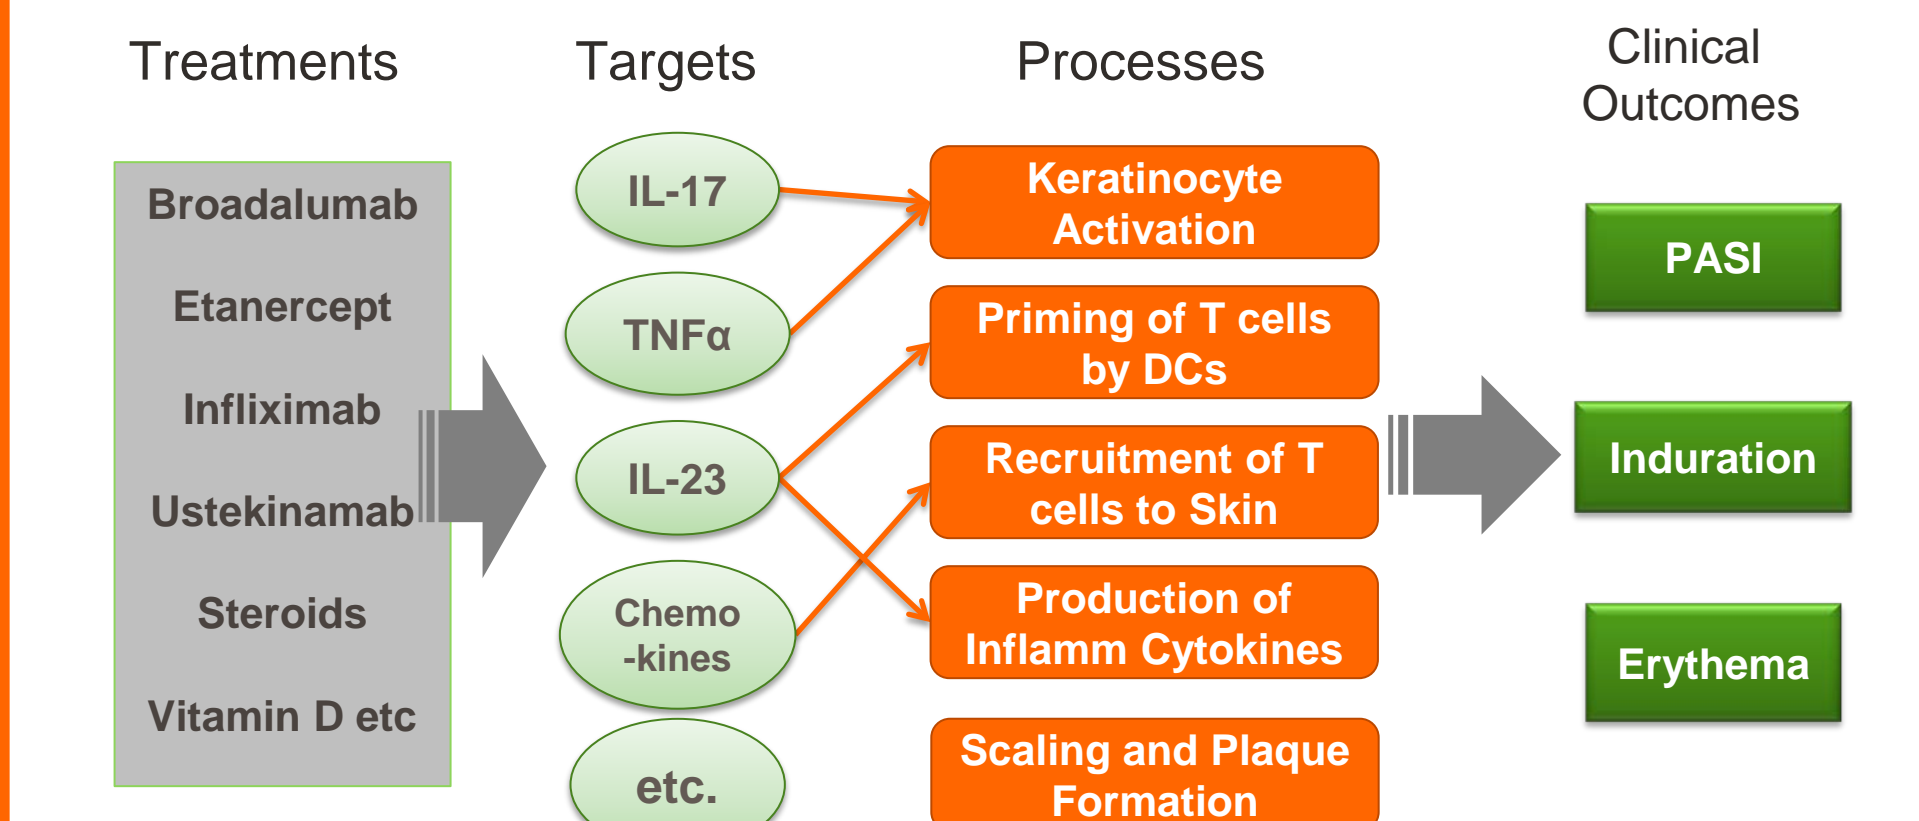 Treatments
Targets
Processes
Clinical
Outcomes
Broadalumab
Etanercept
Infliximab
Ustekinamab
Steroids
Vitamin D etc
IL-17
TNFα
IL-23
Chemo
-kines
etc.
Keratinocyte
Activation
Priming of T cells
by DCs
Recruitment of T
cells to Skin
Production of
Inflamm Cytokines
Scaling and Plaque
Formation
PASI
Induration
Erythema